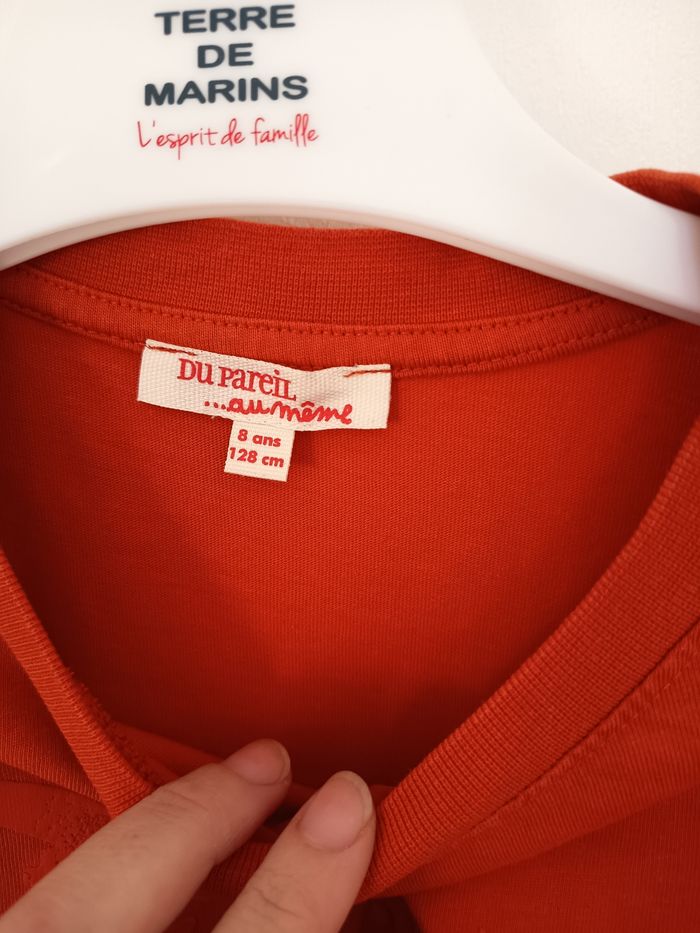 TERRE
DE
MARINS
L'esprit de famille
DU PAREIL
...au même
8 ans
128 cm